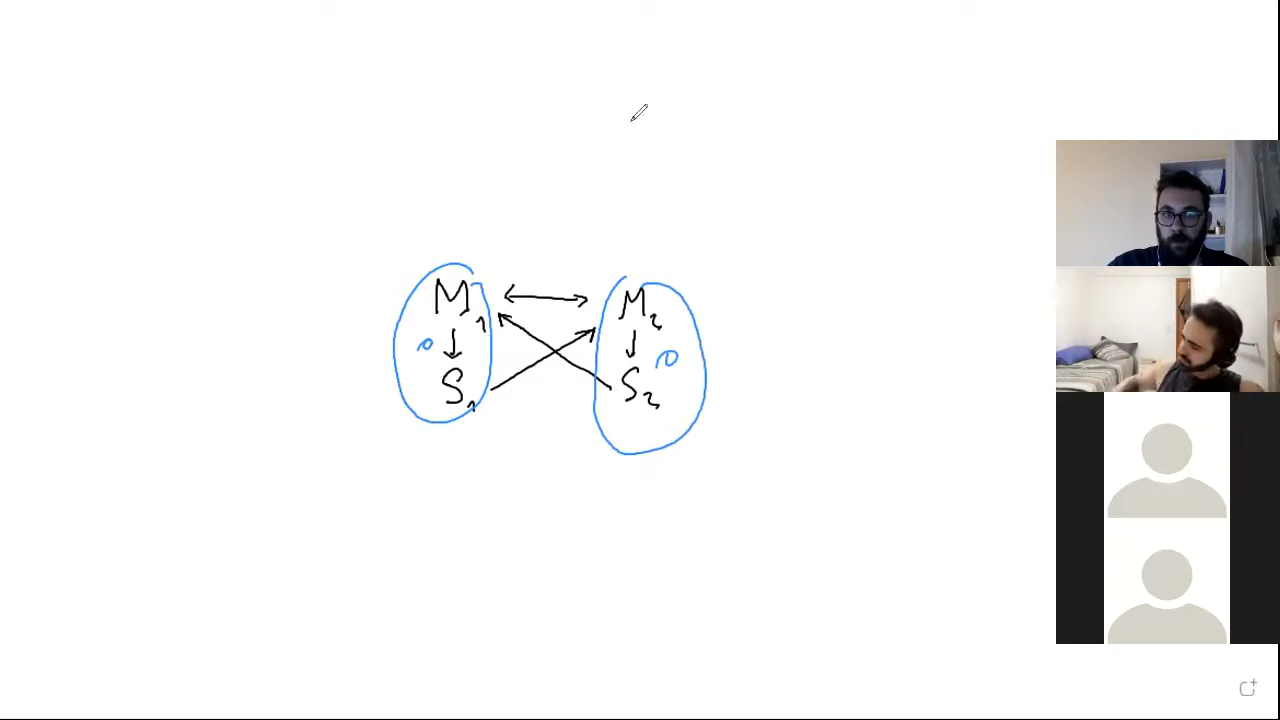 M₁ ↔ M₂
↓ ↓
S₁ S₂